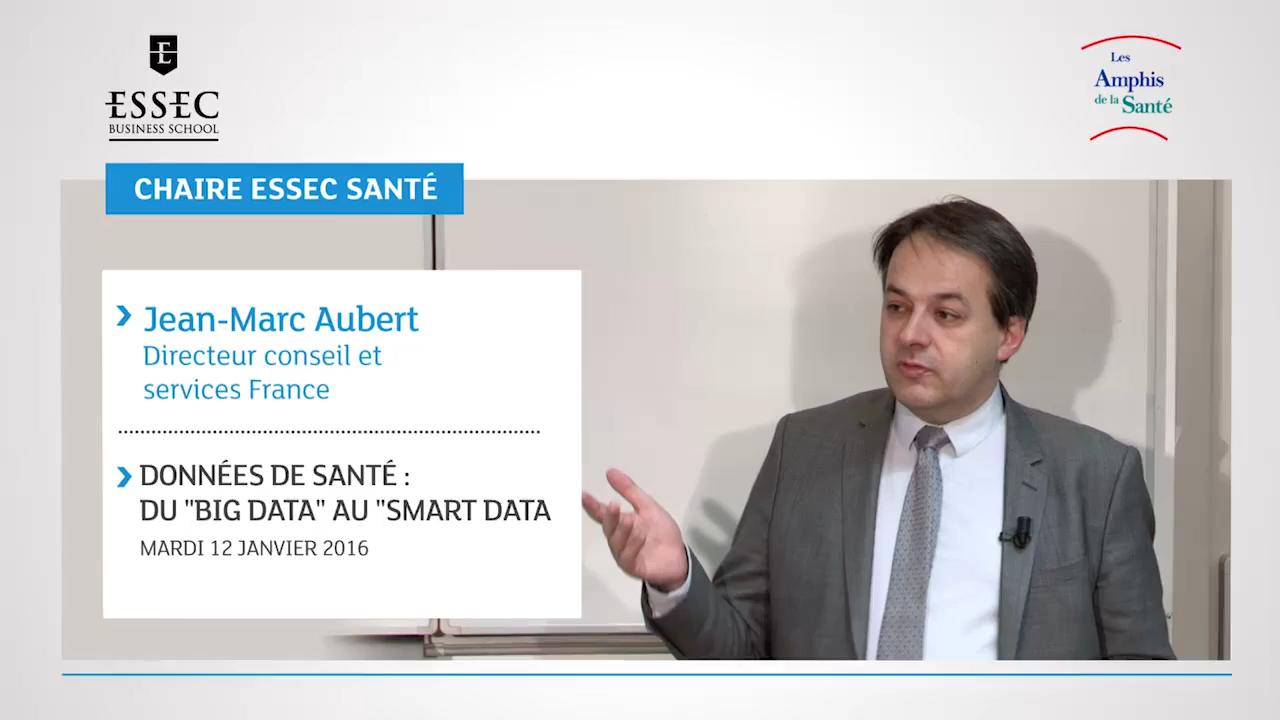 E
ESSEC
BUSINESS SCHOOL
Les
Amphis
de la Santé
CHAIRE ESSEC SANTÉ
Jean-Marc Aubert
Directeur conseil et
services France
DONNÉES DE SANTÉ :
DU "BIG DATA" AU "SMART DATA
MARDI 12 JANVIER 2016